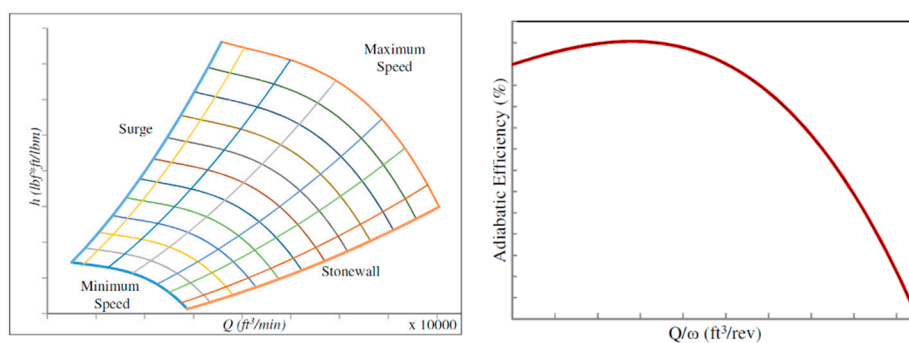 Maximum
Speed
Surge
h (lbf*ft/lbm)
Stonewall
Minimum
Speed
Q (ft³/min)
x 10000
Adiabatic Efficiency (%)
Q/ω (ft³/rev)